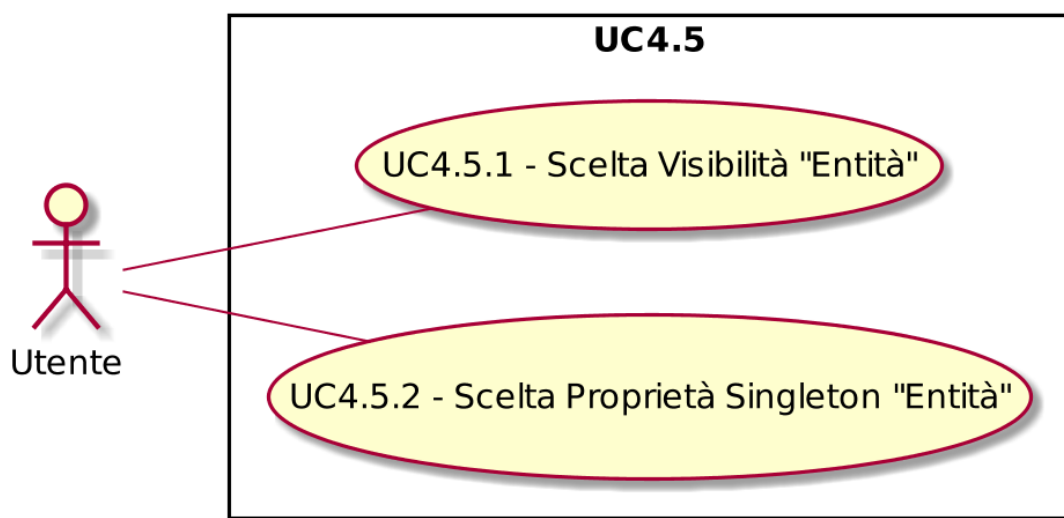 UC4.5
UC4.5.1 - Scelta Visibilità "Entità"
Utente
UC4.5.2 - Scelta Proprietà Singleton "Entità"